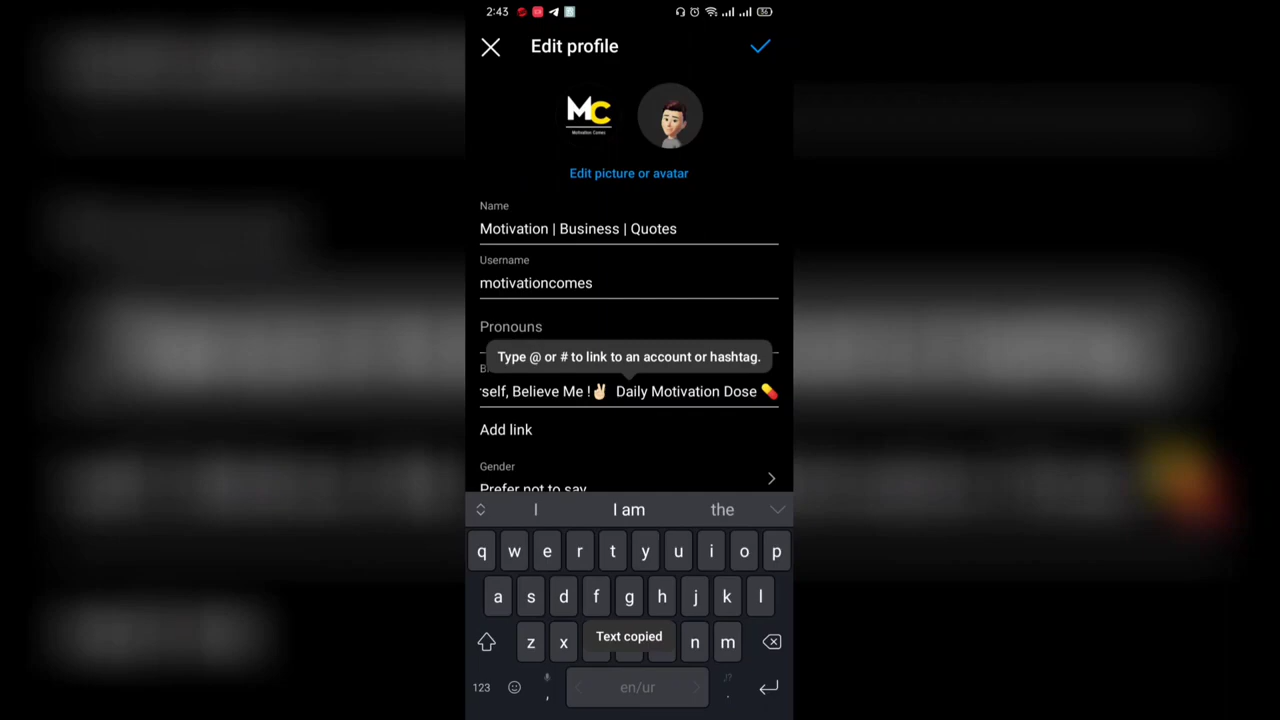 2:43
56
Edit profile
MC
Motivation Comes
Edit picture or avatar
Name
Motivation | Business | Quotes
Username
motivationcomes
Pronouns
Type @ or # to link to an account or hashtag.
B
rself, Believe Me !✌🏻 Daily Motivation Dose 💊
Add link
Gender
Prefer not to say
I I am the
q w e r t y u i o p
a s d f g h j k l
z x n m
Text copied
123 , en/ur .